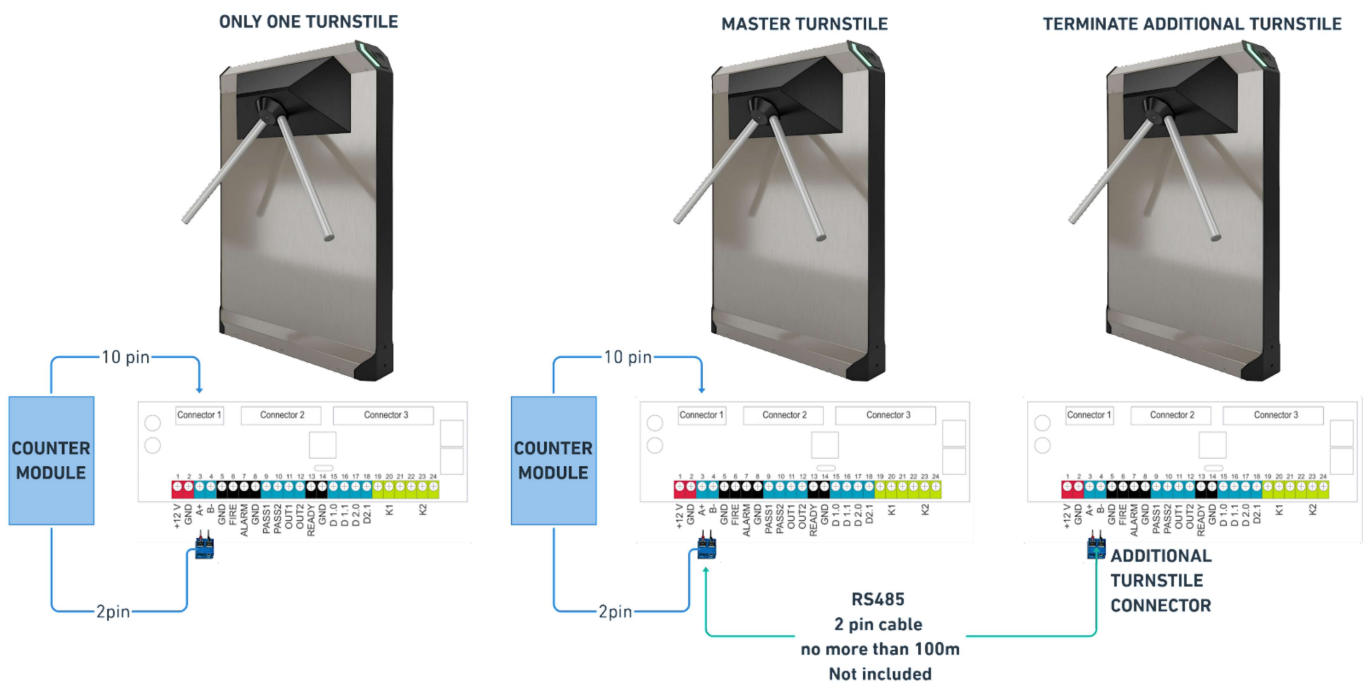 ONLY ONE TURNSTILE
MASTER TURNSTILE
TERMINATE ADDITIONAL TURNSTILE
10 pin
COUNTER
MODULE
Connector 1
Connector 2
Connector 3
1 2 3 4 5 6 7 8 9 10 11 12 13 14 15 16 17 18 19 20 21 22 23 24
+12 V
GND
A+
B-
GND
FIRE
ALARM
GND
PASS1
PASS2
OUT1
OUT2
READY
GND
D 1.0
D 1.1
D 2.0
D2.1
K1
K2
2pin
10 pin
COUNTER
MODULE
Connector 1
Connector 2
Connector 3
1 2 3 4 5 6 7 8 9 10 11 12 13 14 15 16 17 18 19 20 21 22 23 24
+12 V
GND
A+
B-
GND
FIRE
ALARM
GND
PASS1
PASS2
OUT1
OUT2
READY
GND
D 1.0
D 1.1
D 2.0
D2.1
K1
K2
2pin
Connector 1
Connector 2
Connector 3
1 2 3 4 5 6 7 8 9 10 11 12 13 14 15 16 17 18 19 20 21 22 23 24
+12 V
GND
A+
B-
GND
FIRE
ALARM
GND
PASS1
PASS2
OUT1
OUT2
READY
GND
D 1.0
D 1.1
D 2.0
D2.1
K1
K2
ADDITIONAL
TURNSTILE
CONNECTOR
RS485
2 pin cable
no more than 100m
Not included